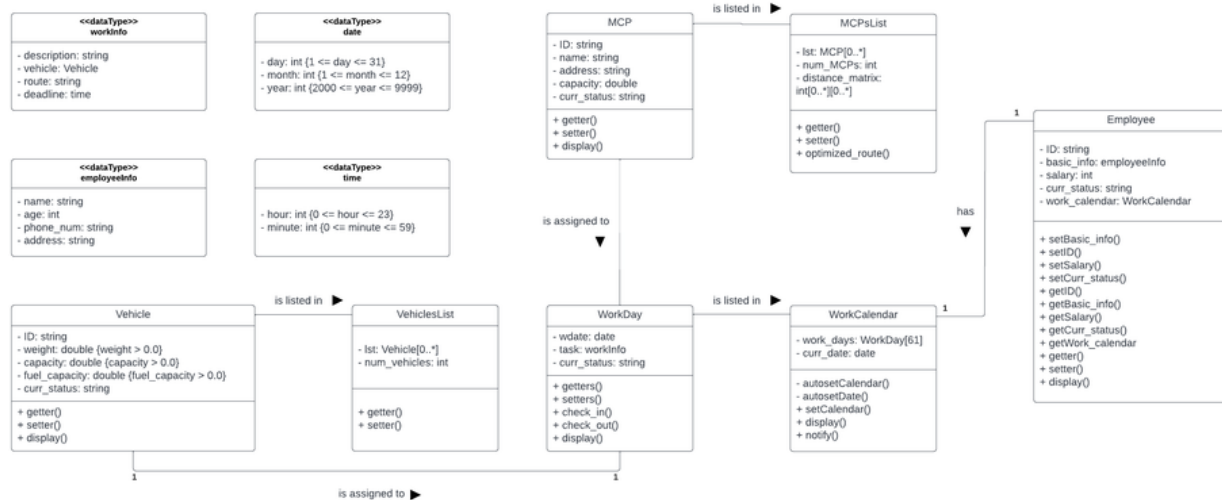 <<dataType>>
workInfo
- description: string
- vehicle: Vehicle
- route: string
- deadline: time
<<dataType>>
date
- day: int {1 <= day <= 31}
- month: int {1 <= month <= 12}
- year: int {2000 <= year <= 9999}
MCP
- ID: string
- name: string
- address: string
- capacity: double
- curr_status: string
+ getter()
+ setter()
+ display()
is listed in
MCPsList
- lst: MCP[0..*]
- num_MCPs: int
- distance_matrix:
int[0..*][0..*]
+ getter()
+ setter()
+ optimized_route()
1
Employee
- ID: string
- basic_info: employeeInfo
- salary: int
- curr_status: string
- work_calendar: WorkCalendar
+ setBasic_info()
+ setID()
+ setSalary()
+ setCurr_status()
+ getID()
+ getBasic_info()
+ getSalary()
+ getCurr_status()
+ getWork_calendar
+ getter()
+ setter()
+ display()
<<dataType>>
employeeInfo
- name: string
- age: int
- phone_num: string
- address: string
<<dataType>>
time
- hour: int {0 <= hour <= 23}
- minute: int {0 <= minute <= 59}
is assigned to
has
Vehicle
- ID: string
- weight: double {weight > 0.0}
- capacity: double {capacity > 0.0}
- fuel_capacity: double {fuel_capacity > 0.0}
- curr_status: string
+ getter()
+ setter()
+ display()
is listed in
VehiclesList
- lst: Vehicle[0..*]
- num_vehicles: int
+ getter()
+ setter()
WorkDay
- wdate: date
- task: workInfo
- curr_status: string
+ getters()
+ setters()
+ check_in()
+ check_out()
+ display()
is listed in
WorkCalendar
- work_days: WorkDay[61]
- curr_date: date
- autosetCalendar()
- autosetDate()
+ setCalendar()
+ display()
+ notify()
1
1
1
is assigned to